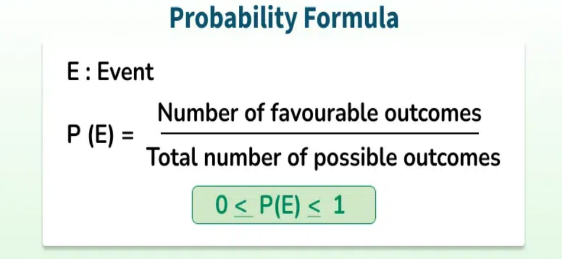 Probability Formula
E : Event
P (E) =
Number of favourable outcomes
Total number of possible outcomes
0 ≤ P(E) ≤ 1